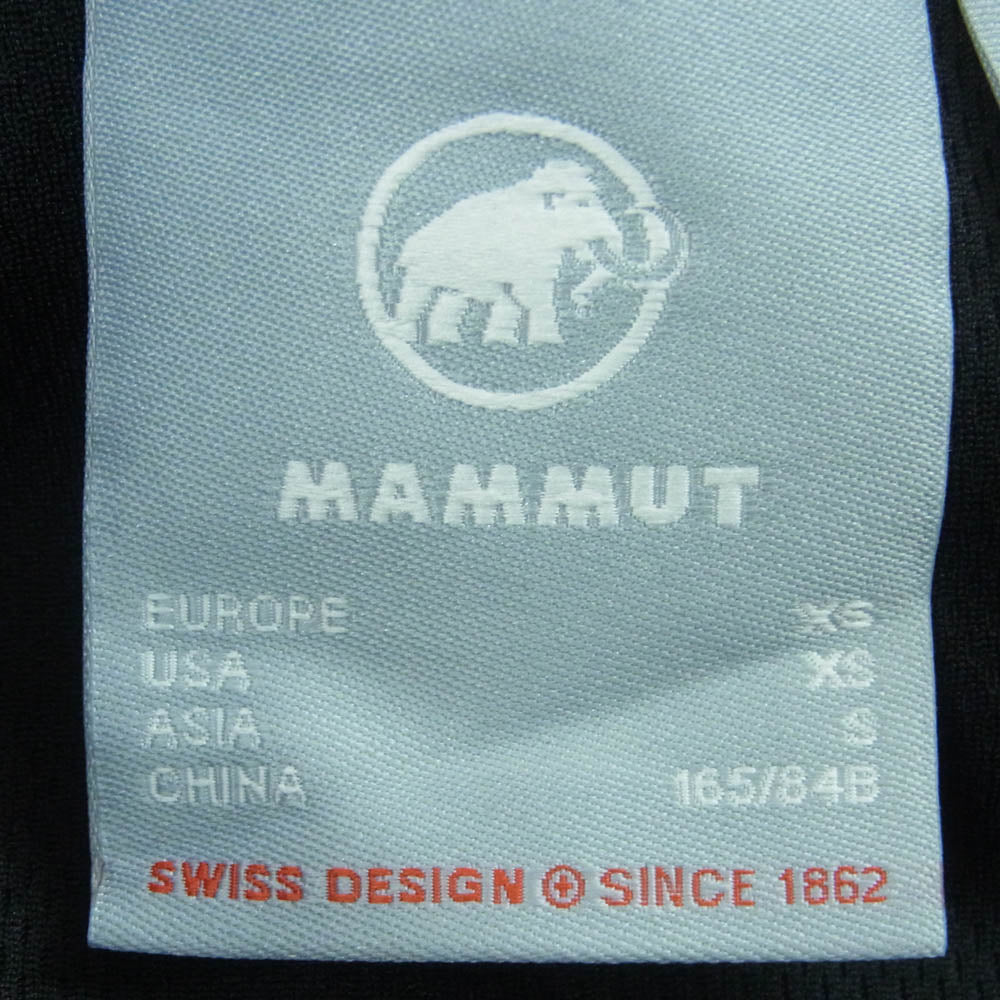 MAMMUT
EUROPE XS
USA XS
ASIA S
CHINA 165/84B
SWISS DESIGN SINCE 1862